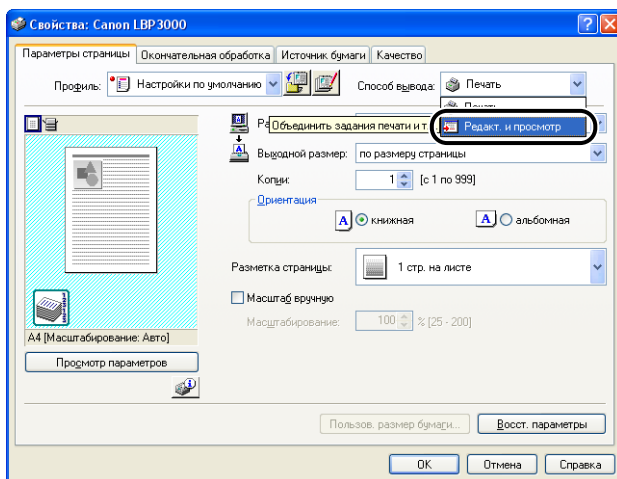 Свойства: Canon LBP3000
Параметры страницы Окончательная обработка Источник бумаги Качество
Профиль: Настройки по умолчанию Способ вывода: Печать
Печать
Объединить задания печати и т Редакт. и просмотр
Выходной размер: по размеру страницы
Копии: 1 [с 1 по 999]
Ориентация
A книжная A альбомная
Разметка страницы: 1 стр. на листе
Масштаб вручную
Масштабирование: 100 % [25 - 200]
A4 [Масштабирование: Авто]
Просмотр параметров
Пользов. размер бумаги... Восст. параметры
OK Отмена Справка